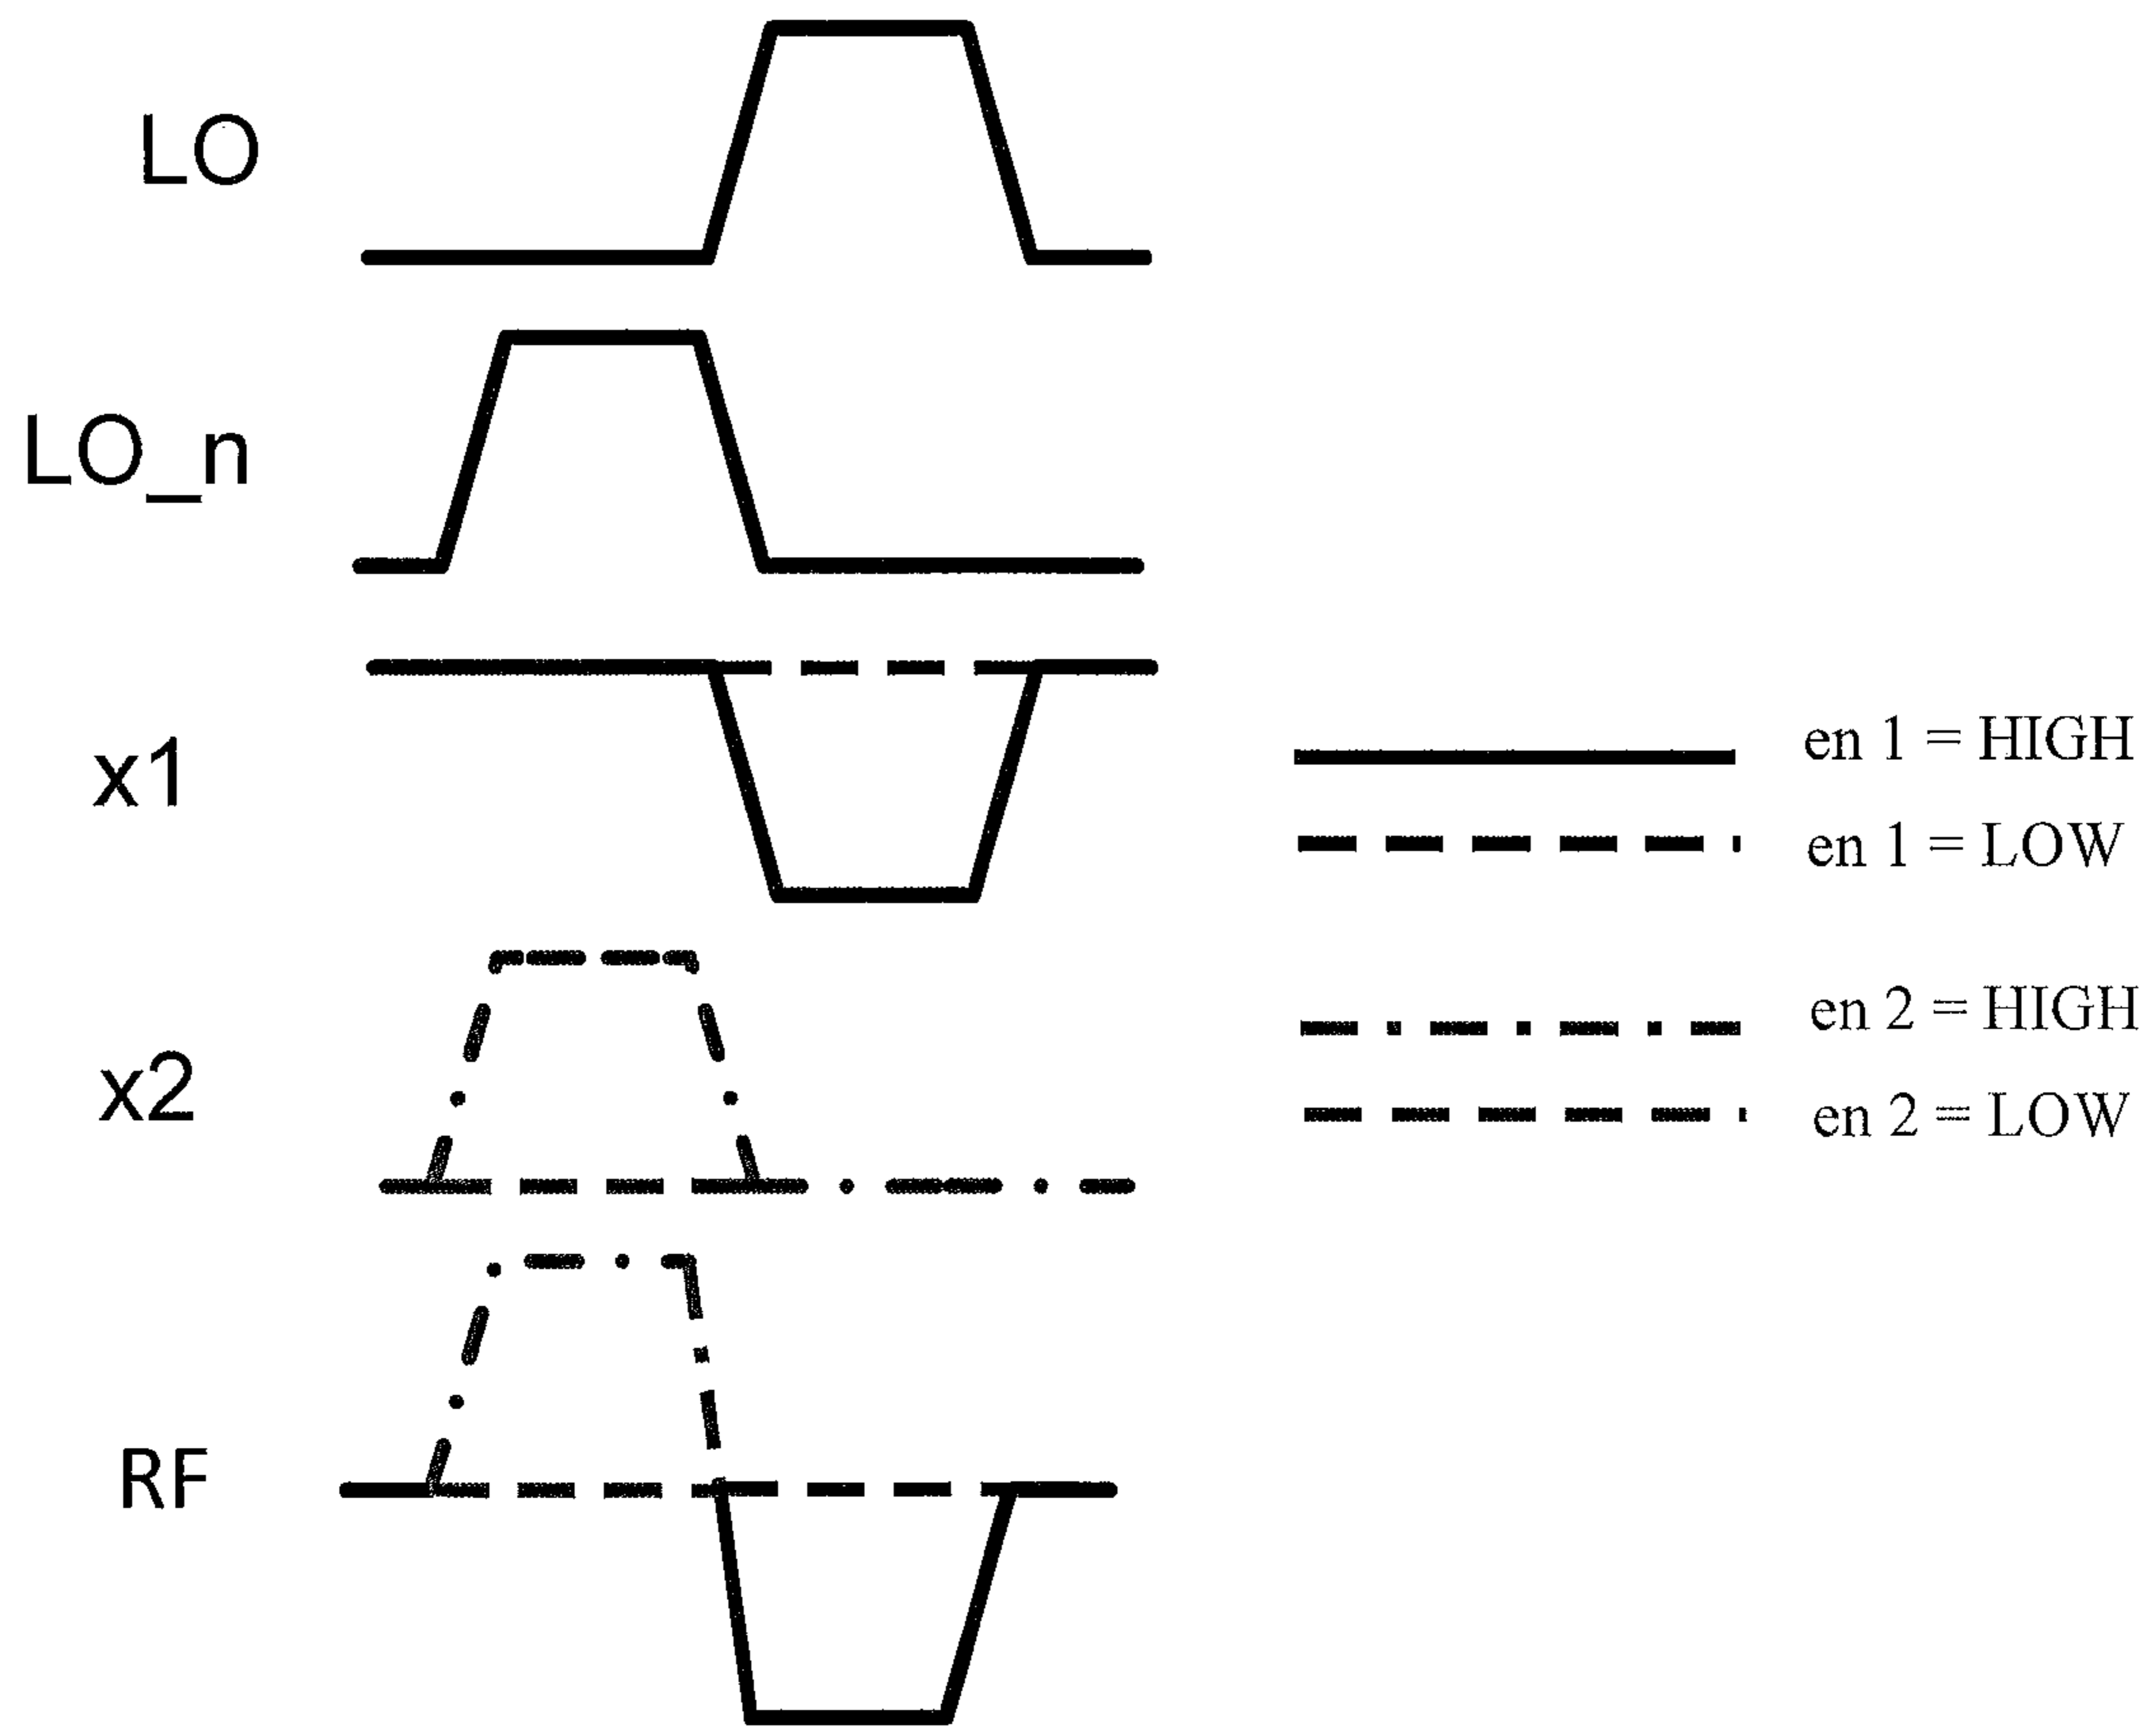 LO
LO_n
x1
en 1 = HIGH
en 1 = LOW
x2
en 2 = HIGH
en 2 = LOW
RF